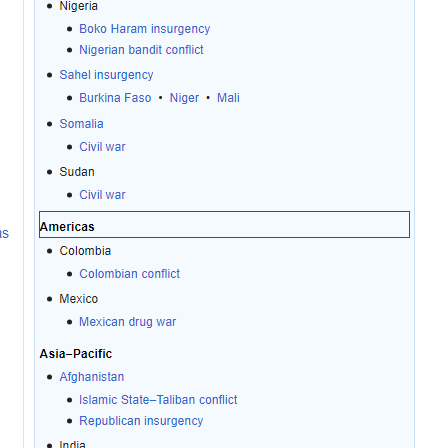 Nigeria
Boko Haram insurgency
Nigerian bandit conflict
Sahel insurgency
Burkina Faso • Niger • Mali
Somalia
Civil war
Sudan
Civil war
Americas
Colombia
Colombian conflict
Mexico
Mexican drug war
Asia–Pacific
Afghanistan
Islamic State–Taliban conflict
Republican insurgency
India